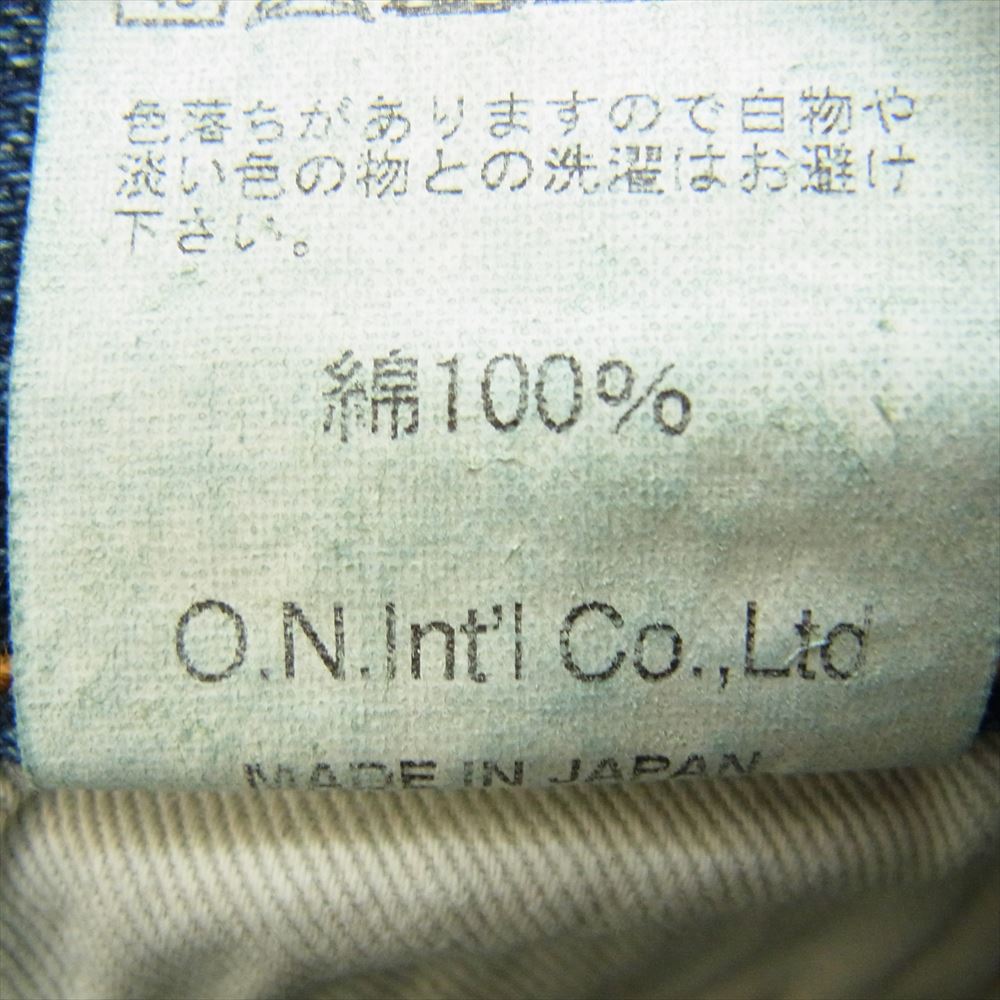 色落ちがありますので白物や
淡い色の物との洗濯はお避け
下さい。
綿100%
O.N.Int'l Co.,Ltd
MADE IN JAPAN